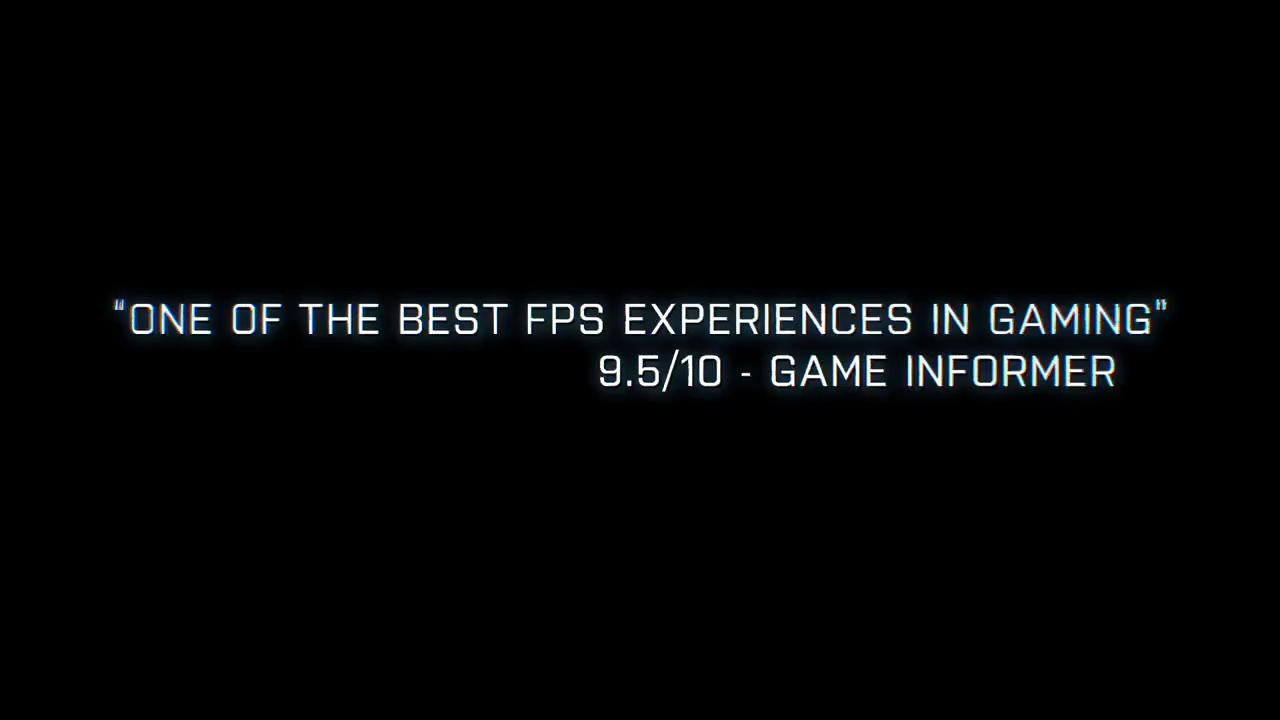 “ONE OF THE BEST FPS EXPERIENCES IN GAMING”
9.5/10 - GAME INFORMER